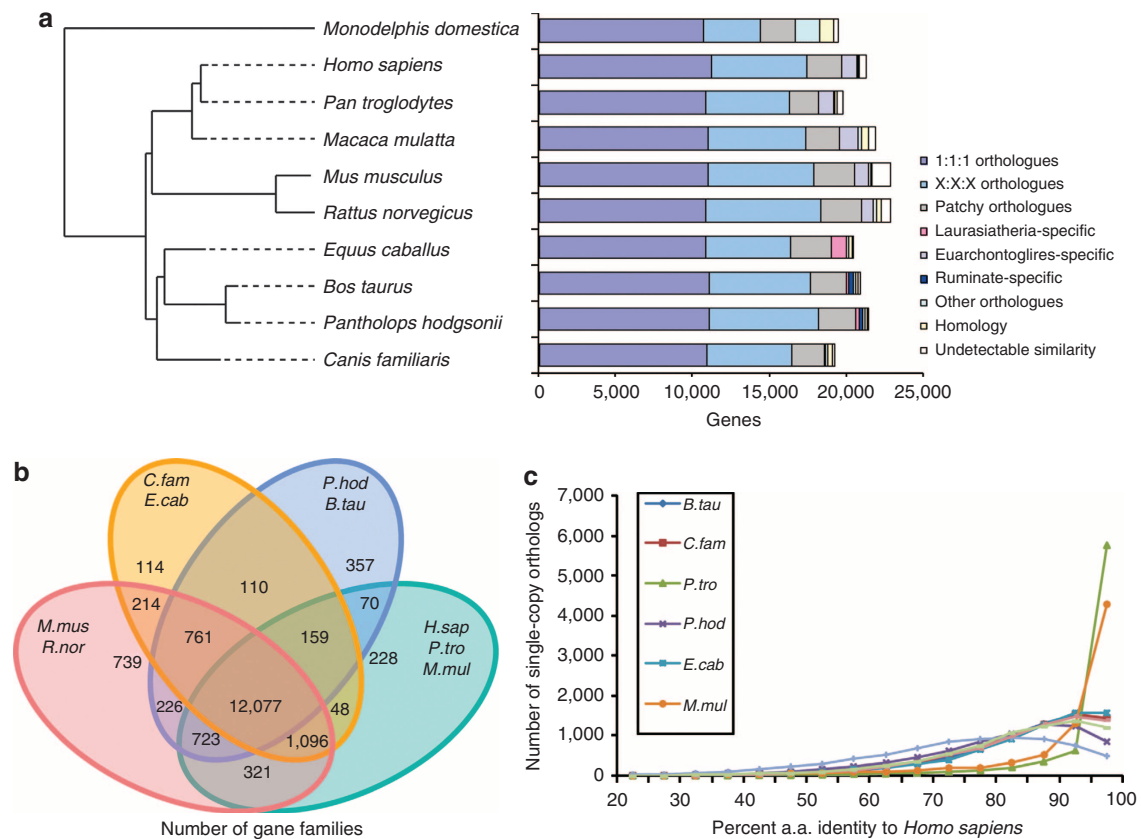 a
Monodelphis domestica
Homo sapiens
Pan troglodytes
Macaca mulatta
Mus musculus
Rattus norvegicus
Equus caballus
Bos taurus
Pantholops hodgsonii
Canis familiaris
0 5,000 10,000 15,000 20,000 25,000
Genes
1:1:1 orthologues
X:X:X orthologues
Patchy orthologues
Laurasiatheria-specific
Euarchontoglires-specific
Ruminate-specific
Other orthologues
Homology
Undetectable similarity
b
C.fam
E.cab
P.hod
B.tau
M.mus
R.nor
H.sap
P.tro
M.mul
114
110
357
214
70
761
159
739
228
226
12,077
48
723
1,096
321
Number of gane families
c
Number of single-copy orthologs
7,000
6,000
5,000
4,000
3,000
2,000
1,000
0
B.tau
C.fam
P.tro
P.hod
E.cab
M.mul
20 30 40 50 60 70 80 90 100
Percent a.a. identity to Homo sapiens